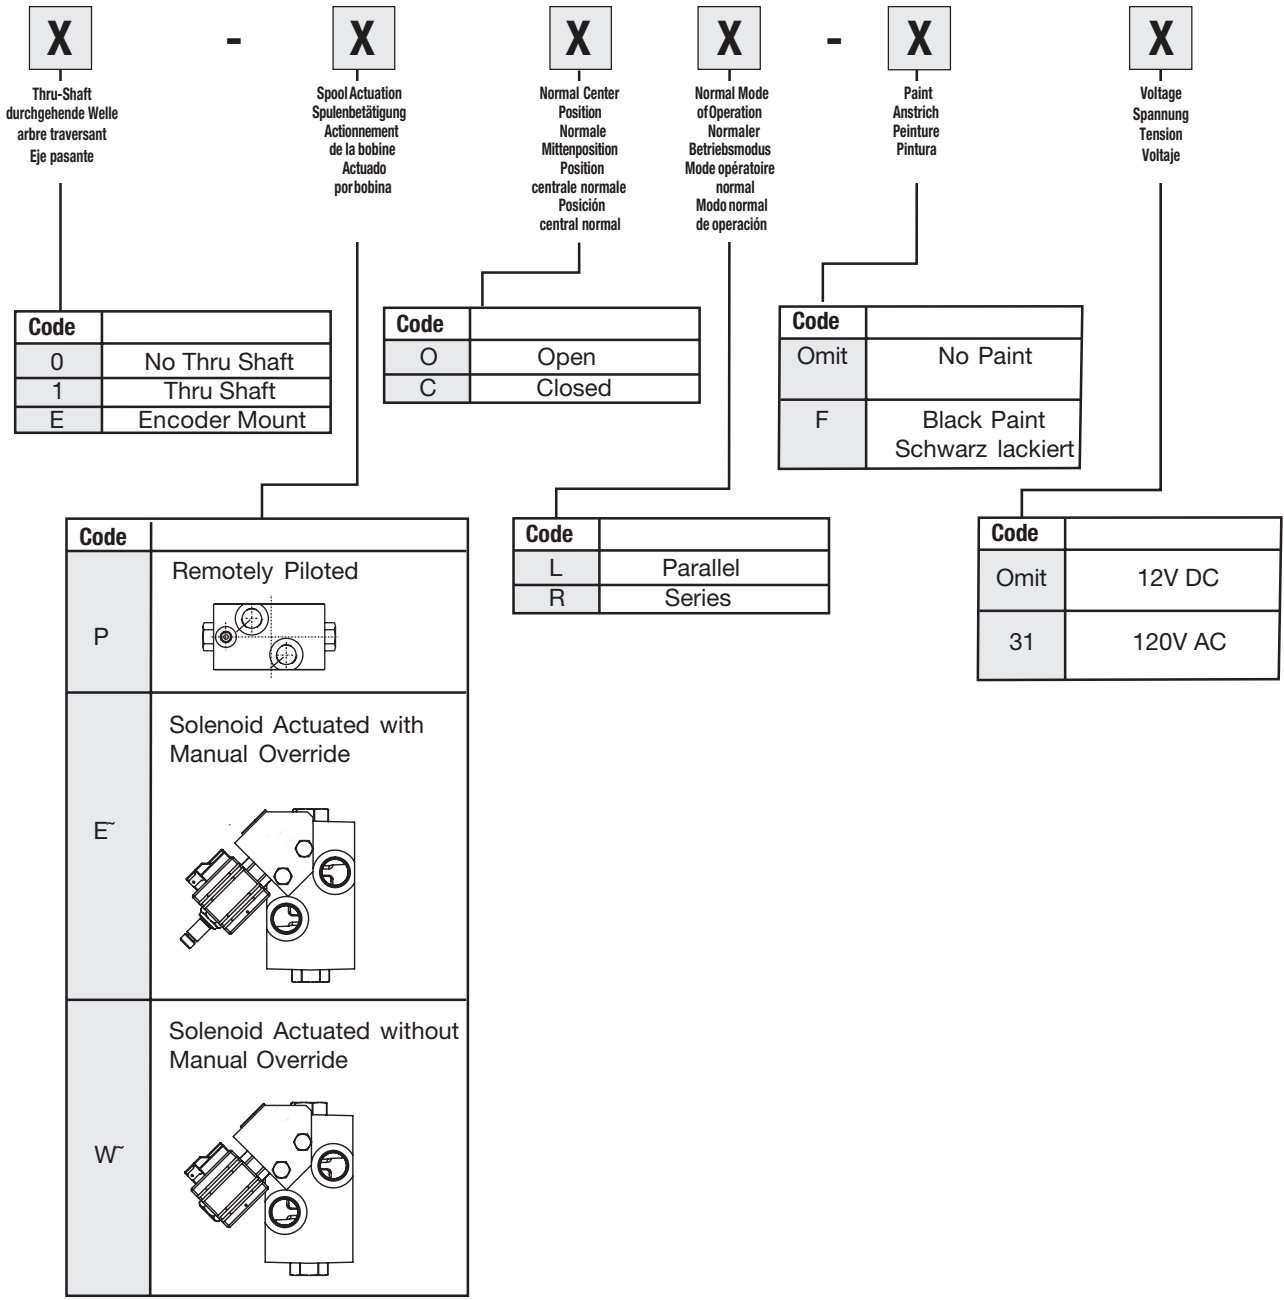 X - X X X - X X
Thru-Shaft
durchgehende Welle
arbre traversant
Eje pasante
Spool Actuation
Spulenbetätigung
Actionnement
de la bobine
Actuado
por bobina
Normal Center
Position
Normale
Mittenposition
Position
centrale normale
Posición
central normal
Normal Mode
of Operation
Normaler
Betriebsmodus
Mode opératoire
normal
Modo normal
de operación
Paint
Anstrich
Peinture
Pintura
Voltage
Spannung
Tension
Voltaje
Code
0 No Thru Shaft
1 Thru Shaft
E Encoder Mount
Code
O Open
C Closed
Code
Omit No Paint
F Black Paint
Schwarz lackiert
Code
P Remotely Piloted
E˜ Solenoid Actuated with
Manual Override
W˜ Solenoid Actuated without
Manual Override
Code
L Parallel
R Series
Code
Omit 12V DC
31 120V AC